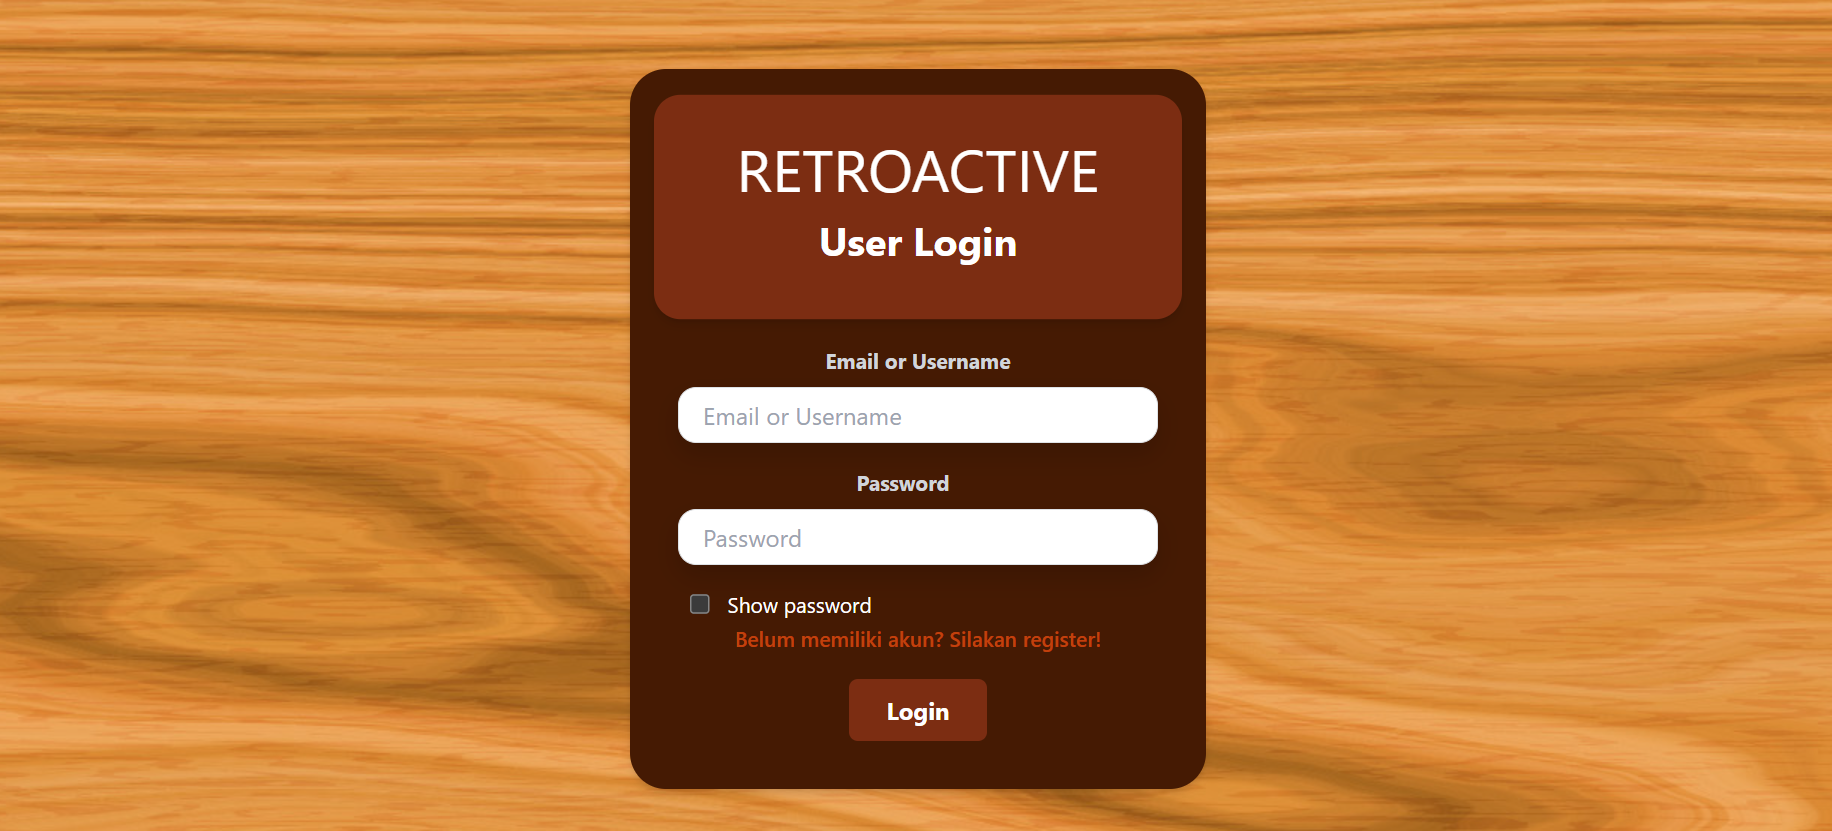 RETROACTIVE
User Login
Email or Username
Email or Username
Password
Password
Show password
Belum memiliki akun? Silakan register!
Login